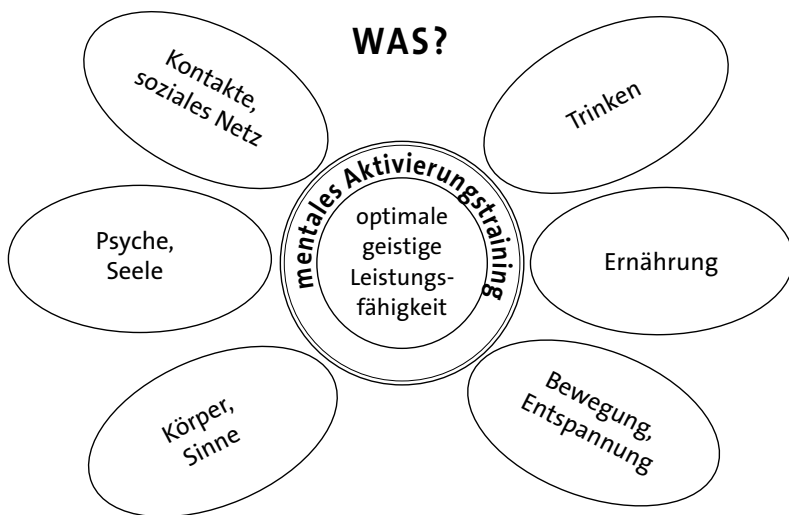 WAS?
Kontakte,
soziales Netz
Trinken
mentales Aktivierungstraining
optimale
geistige
Leistungs-
fähigkeit
Psyche,
Seele
Ernährung
Körper,
Sinne
Bewegung,
Entspannung